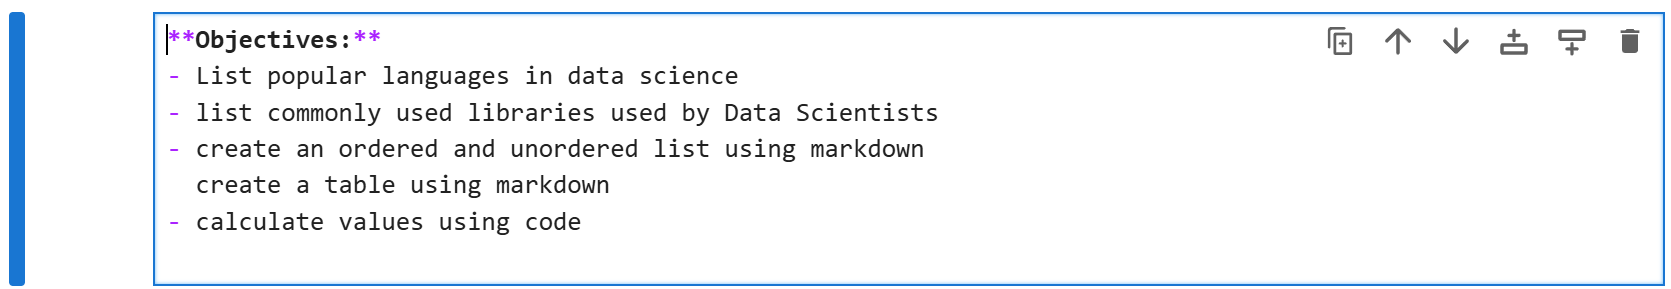 **Objectives:**
- List popular languages in data science
- list commonly used libraries used by Data Scientists
- create an ordered and unordered list using markdown
  create a table using markdown
- calculate values using code